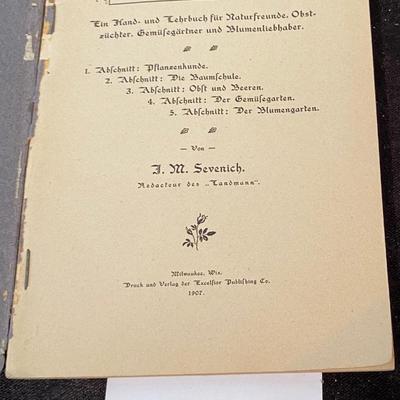 Ein Hand- und Lehrbuch für Naturfreunde, Obst-
züchter, Gemüsegärtner und Blumenliebhaber.
1. Abschnitt: Pflanzenkunde.
2. Abschnitt: Die Baumschule.
3. Abschnitt: Obst und Beeren.
4. Abschnitt: Der Gemüsegarten.
5. Abschnitt: Der Blumengarten.
— Von —
J. M. Sevenich.
Redacteur des „Landmann“.
Milwaukee, Wis.
Druck und Verlag der Excelsior Publishing Co.
1907.